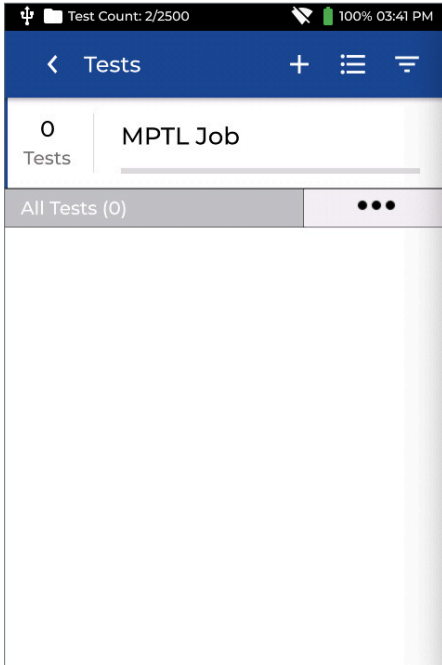 Test Count: 2/2500 100% 03:41 PM
Tests
0
Tests
MPTL Job
All Tests (0)